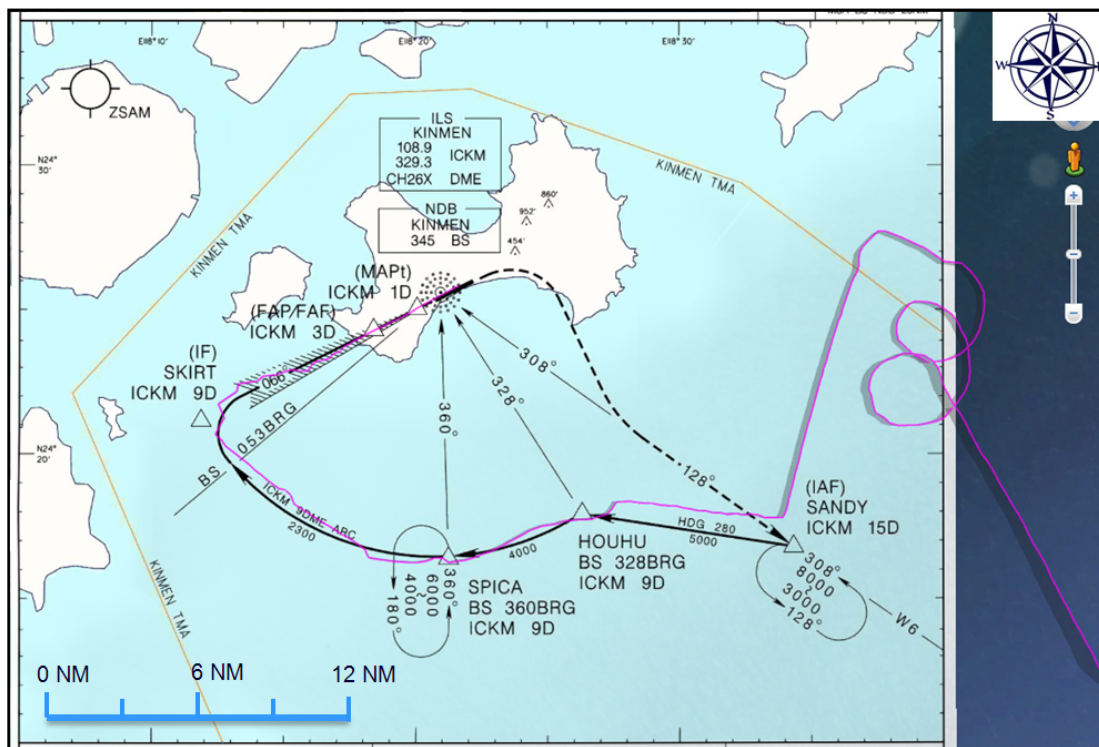 E118°10'
E118°20'
E118°30'
N
W
S
ZSAM
N24°
30'
ILS
KINMEN
108.9
329.3 ICKM
CH26X DME
NDB
KINMEN
345 BS
860'
952'
454'
KINMEN TMA
KINMEN TMA
(MAPt)
ICKM 1D
(FAP/FAF)
ICKM 3D
(IF)
SKIRT
ICKM 9D
066°
BS 053BRG
360°
328°
308°
128°
N24°
20'
ICKM 9DME ARC
2300
4000
HDG 280
5000
(IAF)
SANDY
ICKM 15D
HOUHU
BS 328BRG
ICKM 9D
SPICA
BS 360BRG
ICKM 9D
360°
6000
4000
180°
308°
8000
3000
128°
W6
KINMEN TMA
0 NM
6 NM
12 NM